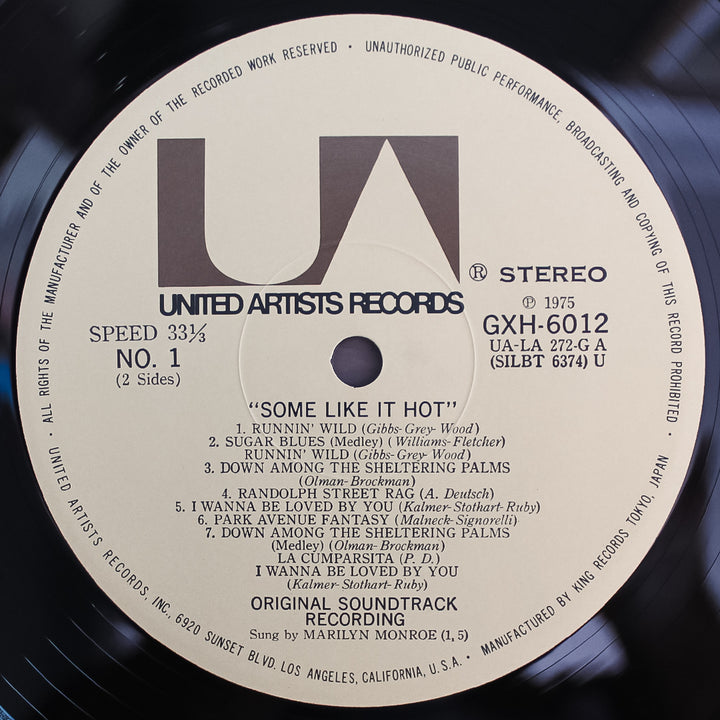 · ALL RIGHTS OF THE MANUFACTURER AND OF THE OWNER OF THE RECORDED WORK RESERVED · UNAUTHORIZED PUBLIC PERFORMANCE, BROADCASTING AND COPYING OF THIS RECORD PROHIBITED ·
UA
UNITED ARTISTS RECORDS
® STEREO
℗ 1975
GXH-6012
UA-LA 272-G A
(SILBT 6374) U
SPEED 33⅓
NO. 1
(2 Sides)
"SOME LIKE IT HOT"
1. RUNNIN' WILD (Gibbs-Grey-Wood)
2. SUGAR BLUES (Medley) (Williams-Fletcher)
RUNNIN' WILD (Gibbs-Grey-Wood)
3. DOWN AMONG THE SHELTERING PALMS
(Olman-Brockman)
4. RANDOLPH STREET RAG (A. Deutsch)
5. I WANNA BE LOVED BY YOU (Kalmer-Stothart-Ruby)
6. PARK AVENUE FANTASY (Malneck-Signorelli)
7. DOWN AMONG THE SHELTERING PALMS
(Medley) (Olman-Brockman)
LA CUMPARSITA (P. D.)
I WANNA BE LOVED BY YOU
(Kalmer-Stothart-Ruby)
ORIGINAL SOUNDTRACK
RECORDING
Sung by MARILYN MONROE (1, 5)
UNITED ARTISTS RECORDS, INC., 6920 SUNSET BLVD. LOS ANGELES, CALIFORNIA, U.S.A. · MANUFACTURED BY KING RECORDS TOKYO, JAPAN